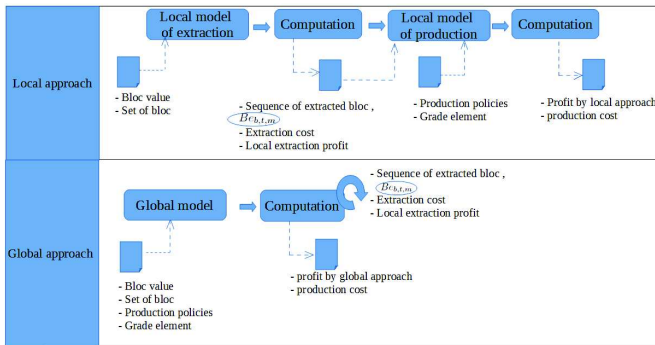 Local approach
Local model
of extraction
Computation
Local model
of production
Computation
- Bloc value
- Set of bloc
- Sequence of extracted bloc ,
Bc_{b,t,m}
- Extraction cost
- Local extraction profit
- Production policies
- Grade element
- Profit by local approach
- production cost
Global approach
Global model
Computation
- Sequence of extracted bloc ,
Bc_{b,t,m}
- Extraction cost
- Local extraction profit
- Bloc value
- Set of bloc
- Production policies
- Grade element
- profit by global approach
- production cost